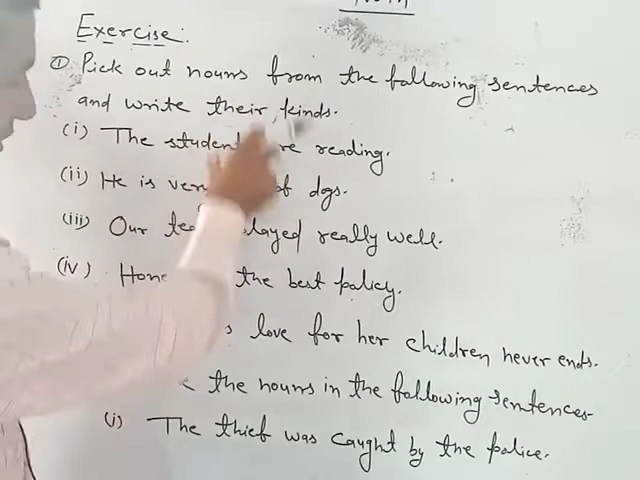 Exercise:
① Pick out nouns from the following sentences
and write their kinds.
(i) The student re reading.
(ii) He is ver of dogs.
(iii) Our tea layed really well.
(iv) Hone the best policy.
s love for her children never ends.
the nouns in the following sentences-
(i) The thief was caught by the police.